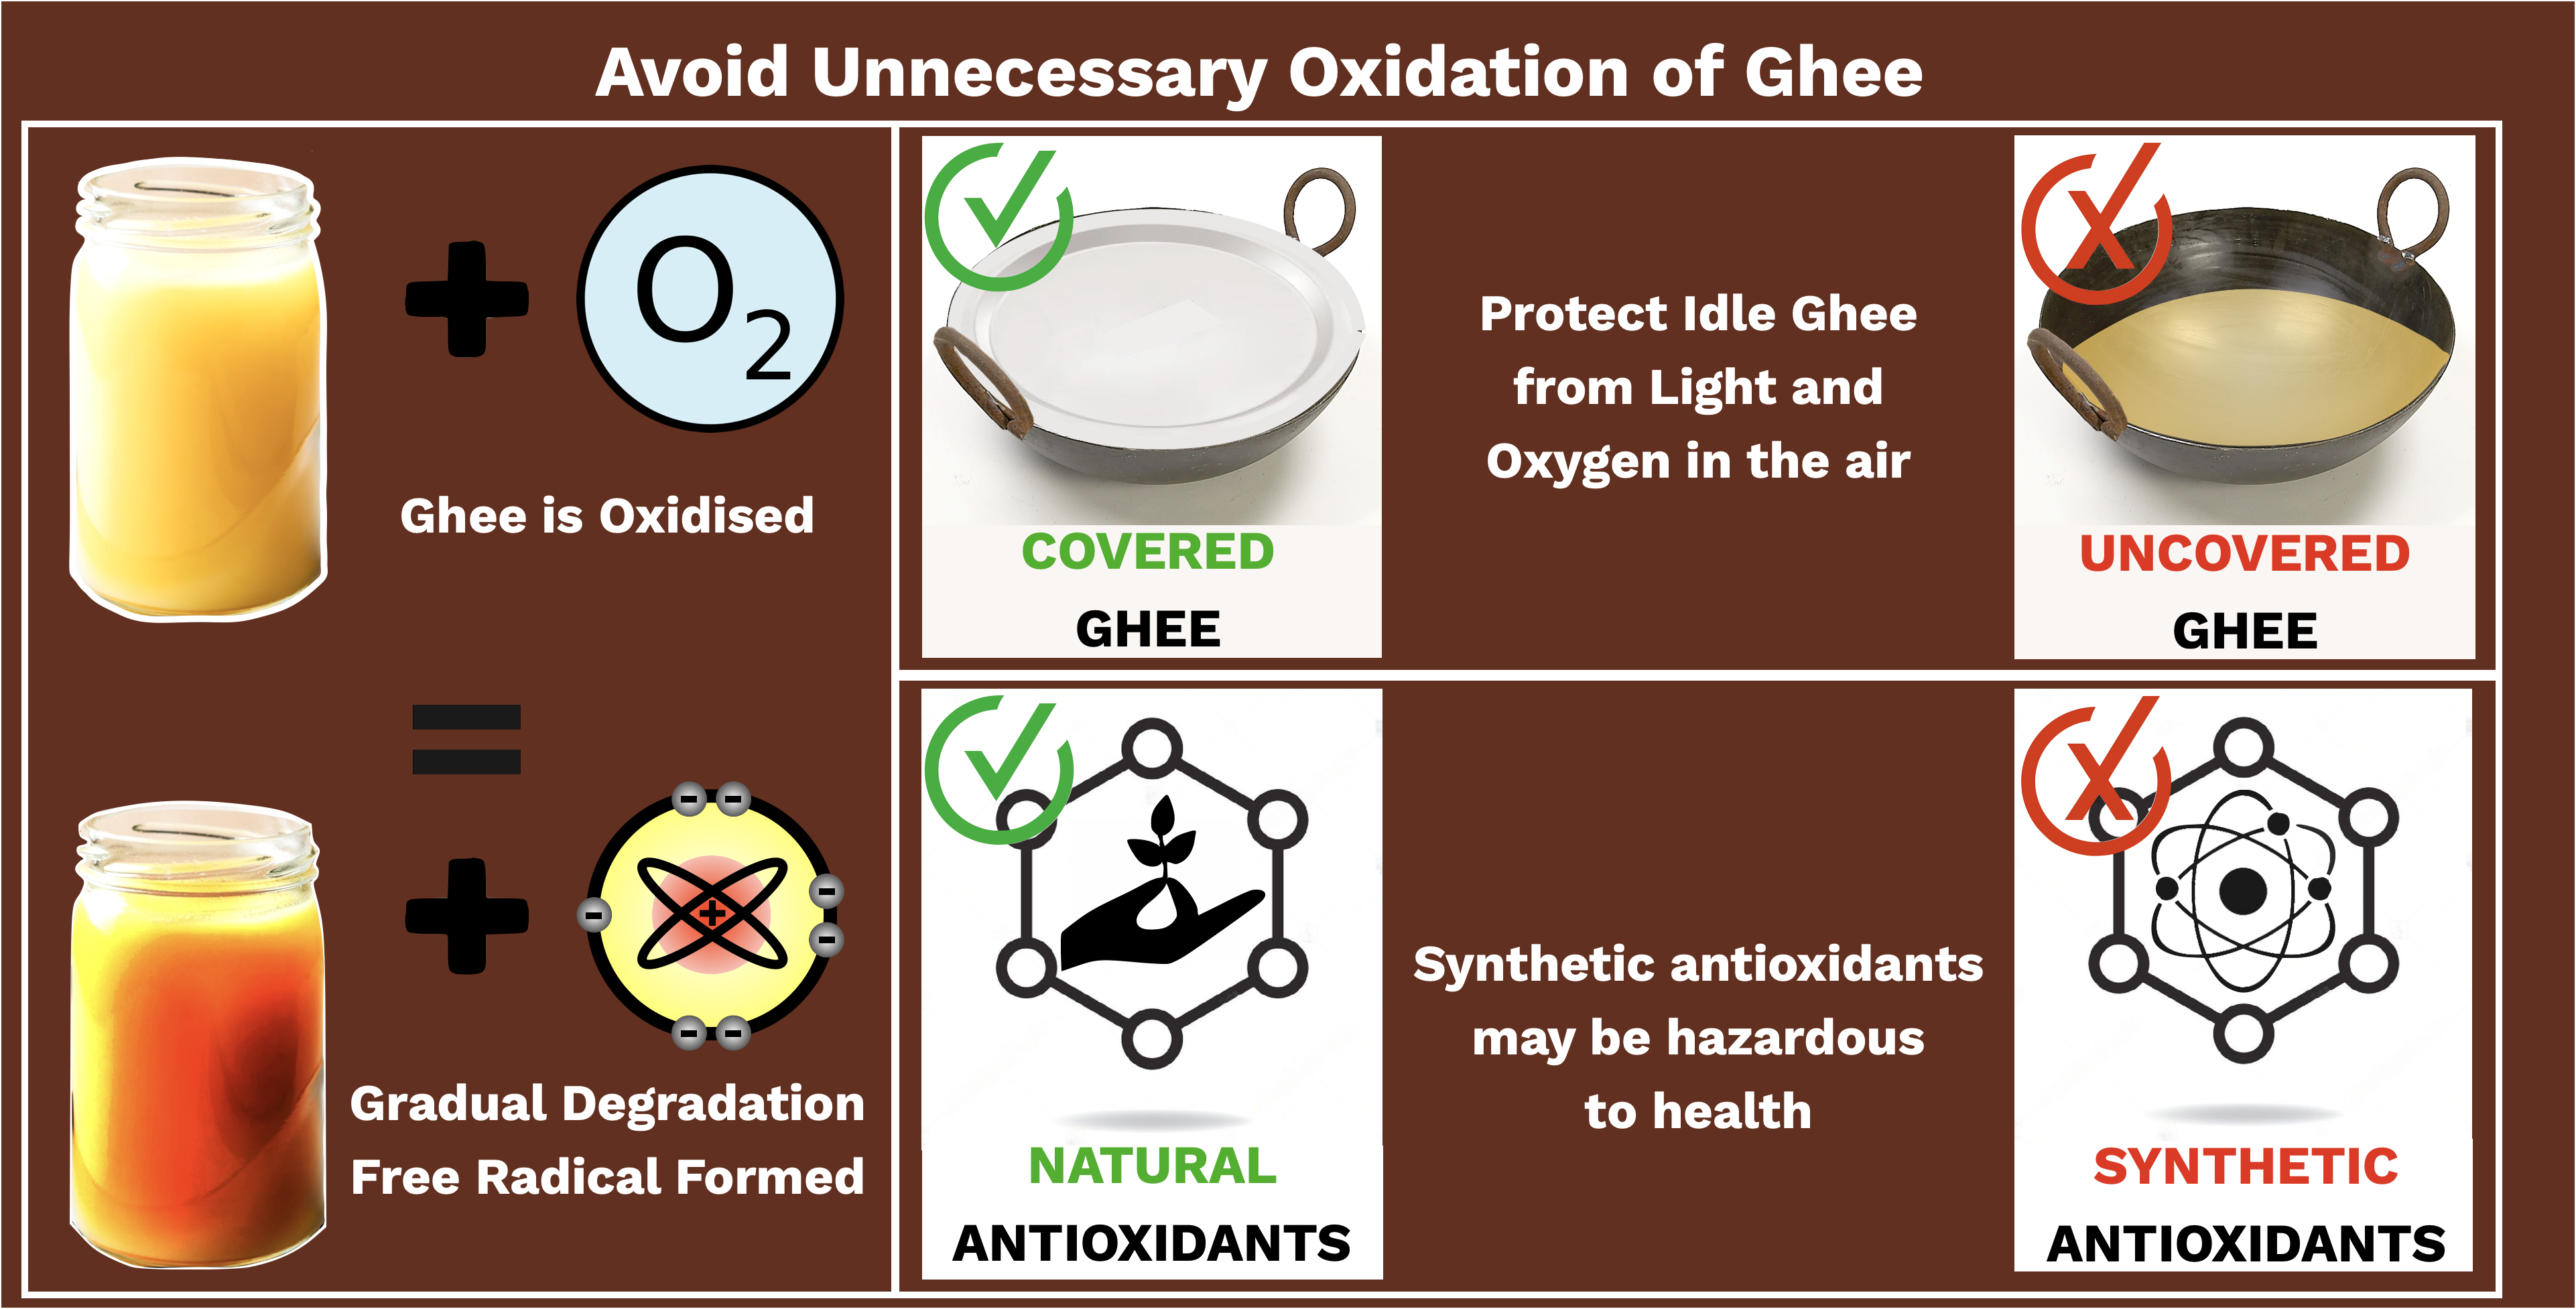 Avoid Unnecessary Oxidation of Ghee
O2
Ghee is Oxidised
Gradual Degradation
Free Radical Formed
COVERED
GHEE
Protect Idle Ghee
from Light and
Oxygen in the air
UNCOVERED
GHEE
NATURAL
ANTIOXIDANTS
Synthetic antioxidants
may be hazardous
to health
SYNTHETIC
ANTIOXIDANTS